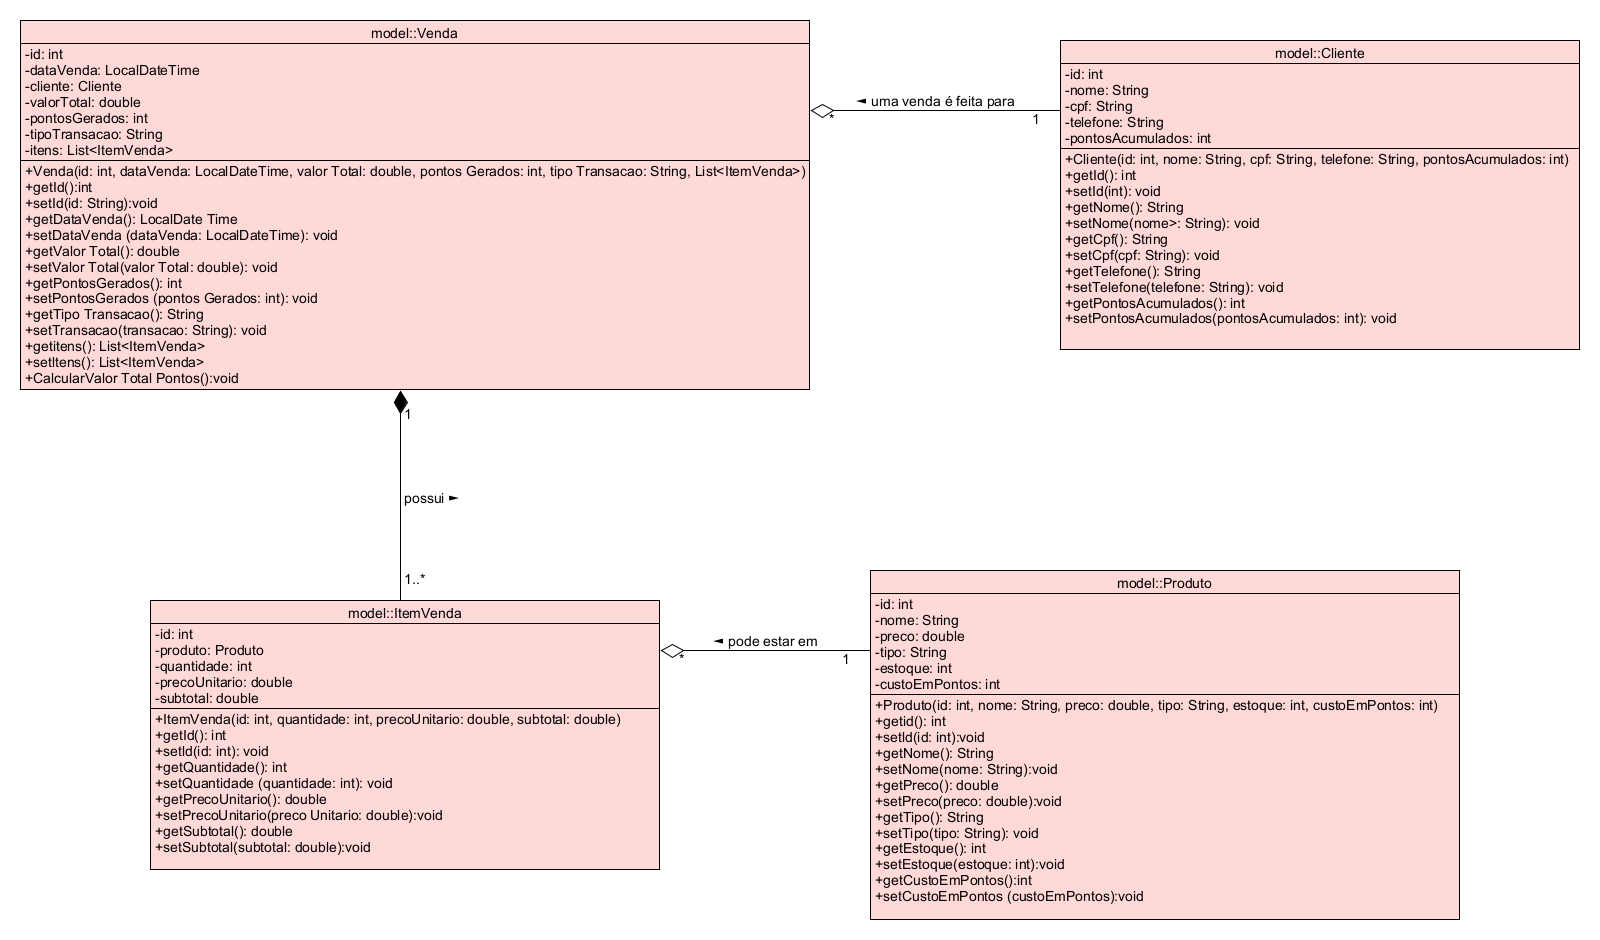 model::Venda
-id: int
-dataVenda: LocalDateTime
-cliente: Cliente
-valorTotal: double
-pontosGerados: int
-tipoTransacao: String
-itens: List<ItemVenda>
+Venda(id: int, dataVenda: LocalDateTime, valor Total: double, pontos Gerados: int, tipo Transacao: String, List<ItemVenda>)
+getId():int
+setId(id: String):void
+getDataVenda(): LocalDate Time
+setDataVenda (dataVenda: LocalDateTime): void
+getValor Total(): double
+setValor Total(valor Total: double): void
+getPontosGerados(): int
+setPontosGerados (pontos Gerados: int): void
+getTipo Transacao(): String
+setTransacao(transacao: String): void
+getitens(): List<ItemVenda>
+setItens(): List<ItemVenda>
+CalcularValor Total Pontos():void
◄ uma venda é feita para
*
1
model::Cliente
-id: int
-nome: String
-cpf: String
-telefone: String
-pontosAcumulados: int
+Cliente(id: int, nome: String, cpf: String, telefone: String, pontosAcumulados: int)
+getId(): int
+setId(int): void
+getNome(): String
+setNome(nome>: String): void
+getCpf(): String
+setCpf(cpf: String): void
+getTelefone(): String
+setTelefone(telefone: String): void
+getPontosAcumulados(): int
+setPontosAcumulados(pontosAcumulados: int): void
1
possui ►
1..*
model::ItemVenda
-id: int
-produto: Produto
-quantidade: int
-precoUnitario: double
-subtotal: double
+ItemVenda(id: int, quantidade: int, precoUnitario: double, subtotal: double)
+getId(): int
+setId(id: int): void
+getQuantidade(): int
+setQuantidade (quantidade: int): void
+getPrecoUnitario(): double
+setPrecoUnitario(preco Unitario: double):void
+getSubtotal(): double
+setSubtotal(subtotal: double):void
◄ pode estar em
*
1
model::Produto
-id: int
-nome: String
-preco: double
-tipo: String
-estoque: int
-custoEmPontos: int
+Produto(id: int, nome: String, preco: double, tipo: String, estoque: int, custoEmPontos: int)
+getid(): int
+setId(id: int):void
+getNome(): String
+setNome(nome: String):void
+getPreco(): double
+setPreco(preco: double):void
+getTipo(): String
+setTipo(tipo: String): void
+getEstoque(): int
+setEstoque(estoque: int):void
+getCustoEmPontos():int
+setCustoEmPontos (custoEmPontos):void